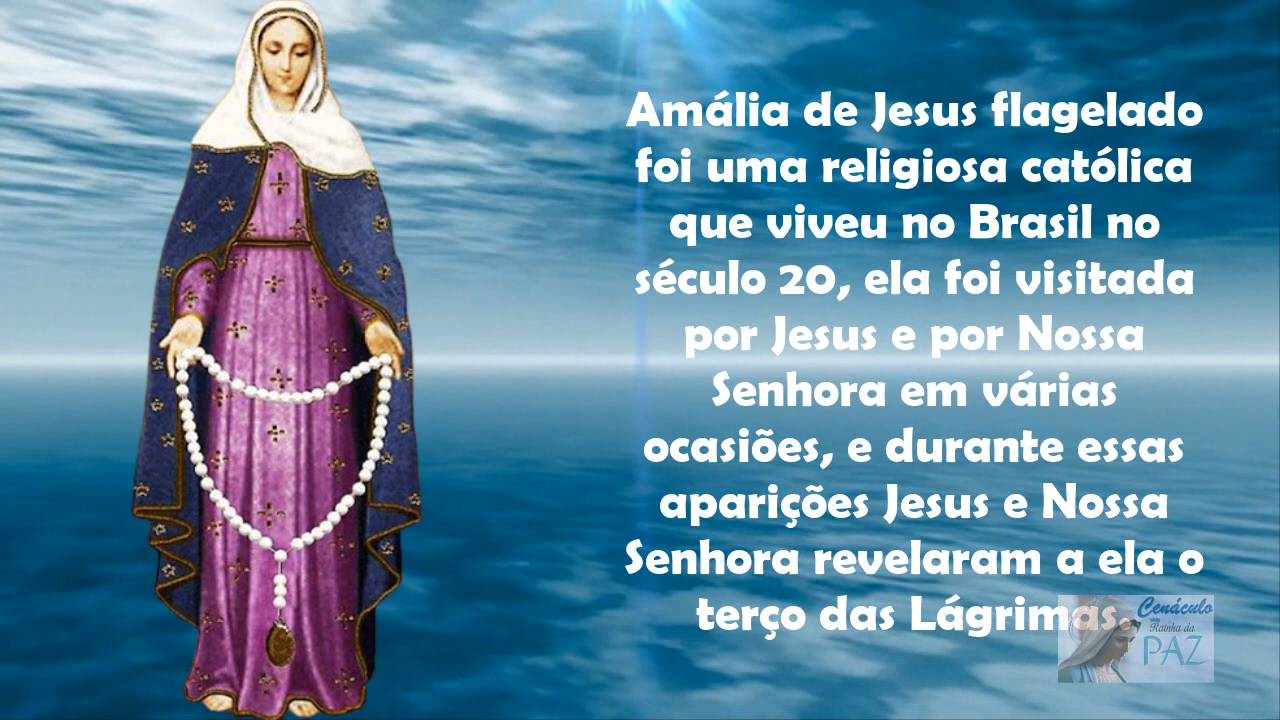 Amália de Jesus flagelado
foi uma religiosa católica
que viveu no Brasil no
século 20, ela foi visitada
por Jesus e por Nossa
Senhora em várias
ocasiões, e durante essas
aparições Jesus e Nossa
Senhora revelaram a ela o
terço das Lágrimas.
Cenáculo
Rainha da
PAZ